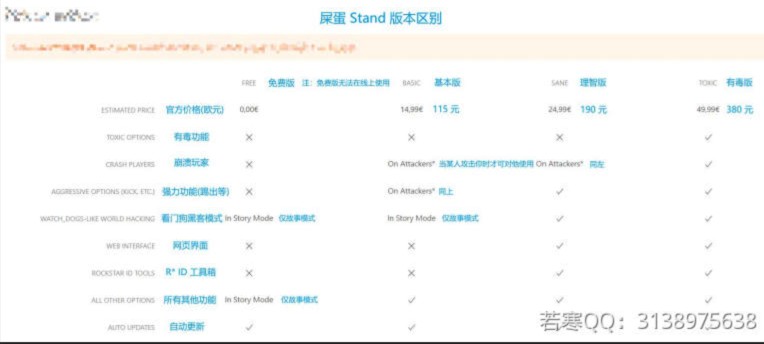 屎蛋 Stand 版本区别
FREE 免费版 注：免费版无法在线上使用 BASIC 基本版 SANE 理智版 TOXIC 有毒版
ESTIMATED PRICE 官方价格(欧元) 0,00€ 14,99€ 115 元 24,99€ 190 元 49,99€ 380 元
TOXIC OPTIONS 有毒功能 × × × ✓
CRASH PLAYERS 崩溃玩家 × On Attackers* 当某人攻击你时才可对他使用 On Attackers* 同左 ✓
AGGRESSIVE OPTIONS (KICK, ETC.) 强力功能(踢出等) × On Attackers* 同上 ✓ ✓
WATCH_DOGS-LIKE WORLD HACKING 看门狗黑客模式 In Story Mode 仅故事模式 In Story Mode 仅故事模式 ✓ ✓
WEB INTERFACE 网页界面 × × ✓ ✓
ROCKSTAR ID TOOLS R* ID 工具箱 × × ✓ ✓
ALL OTHER OPTIONS 所有其他功能 In Story Mode 仅故事模式 ✓ ✓ ✓
AUTO UPDATES 自动更新 ✓ ✓ ✓ ✓
若寒QQ：3138975638